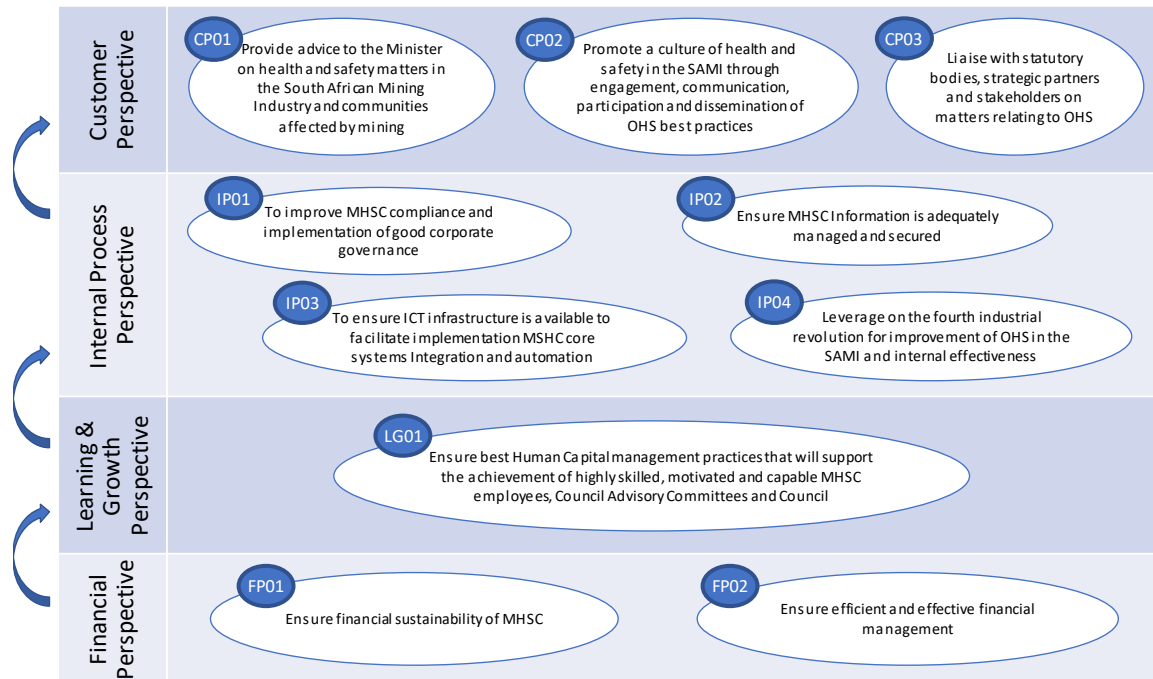 Customer
Perspective
CP01
Provide advice to the Minister
on health and safety matters in
the South African Mining
Industry and communities
affected by mining
CP02
Promote a culture of health and
safety in the SAMI through
engagement, communication,
participation and dissemination of
OHS best practices
CP03
Liaise with statutory
bodies, strategic partners
and stakeholders on
matters relating to OHS
Internal Process
Perspective
IP01
To improve MHSC compliance and
implementation of good corporate
governance
IP02
Ensure MHSC Information is adequately
managed and secured
IP03
To ensure ICT infrastructure is available to
facilitate implementation MSHC core
systems Integration and automation
IP04
Leverage on the fourth industrial
revolution for improvement of OHS in the
SAMI and internal effectiveness
Learning &
Growth
Perspective
LG01
Ensure best Human Capital management practices that will support
the achievement of highly skilled, motivated and capable MHSC
employees, Council Advisory Committees and Council
Financial
Perspective
FP01
Ensure financial sustainability of MHSC
FP02
Ensure efficient and effective financial
management